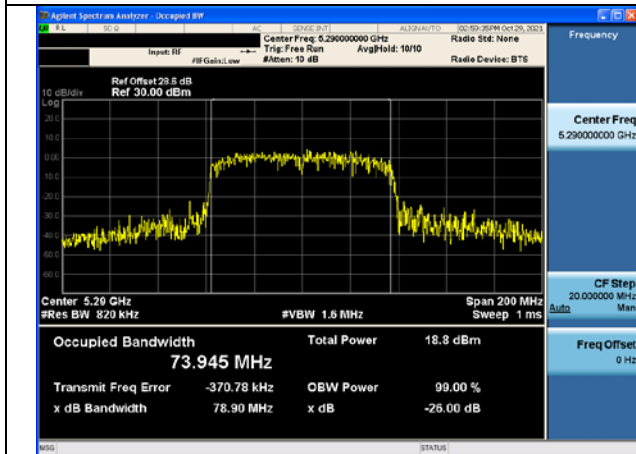 Agilent Spectrum Analyzer - Occupied BW
RL 50 Ω AC SENSE:INT ALIGNAUTO 02:59:35PM Oct 29, 2021
Center Freq: 5.290000000 GHz Radio Std: None
Input: RF Trig: Free Run Avg|Hold: 10/10
#IFGain:Low #Atten: 10 dB Radio Device: BTS
Ref Offset 29.6 dB
10 dB/div Ref 30.00 dBm
Log
20.0
10.0
0.00
-10.0
-20.0
-30.0
-40.0
-50.0
-60.0
Center 5.29 GHz Span 200 MHz
#Res BW 820 kHz #VBW 1.6 MHz Sweep 1 ms
Occupied Bandwidth Total Power 18.8 dBm
73.945 MHz
Transmit Freq Error -370.78 kHz OBW Power 99.00 %
x dB Bandwidth 78.90 MHz x dB -26.00 dB
MSG STATUS
Frequency
Center Freq
5.290000000 GHz
CF Step
20.000000 MHz
Auto Man
Freq Offset
0 Hz